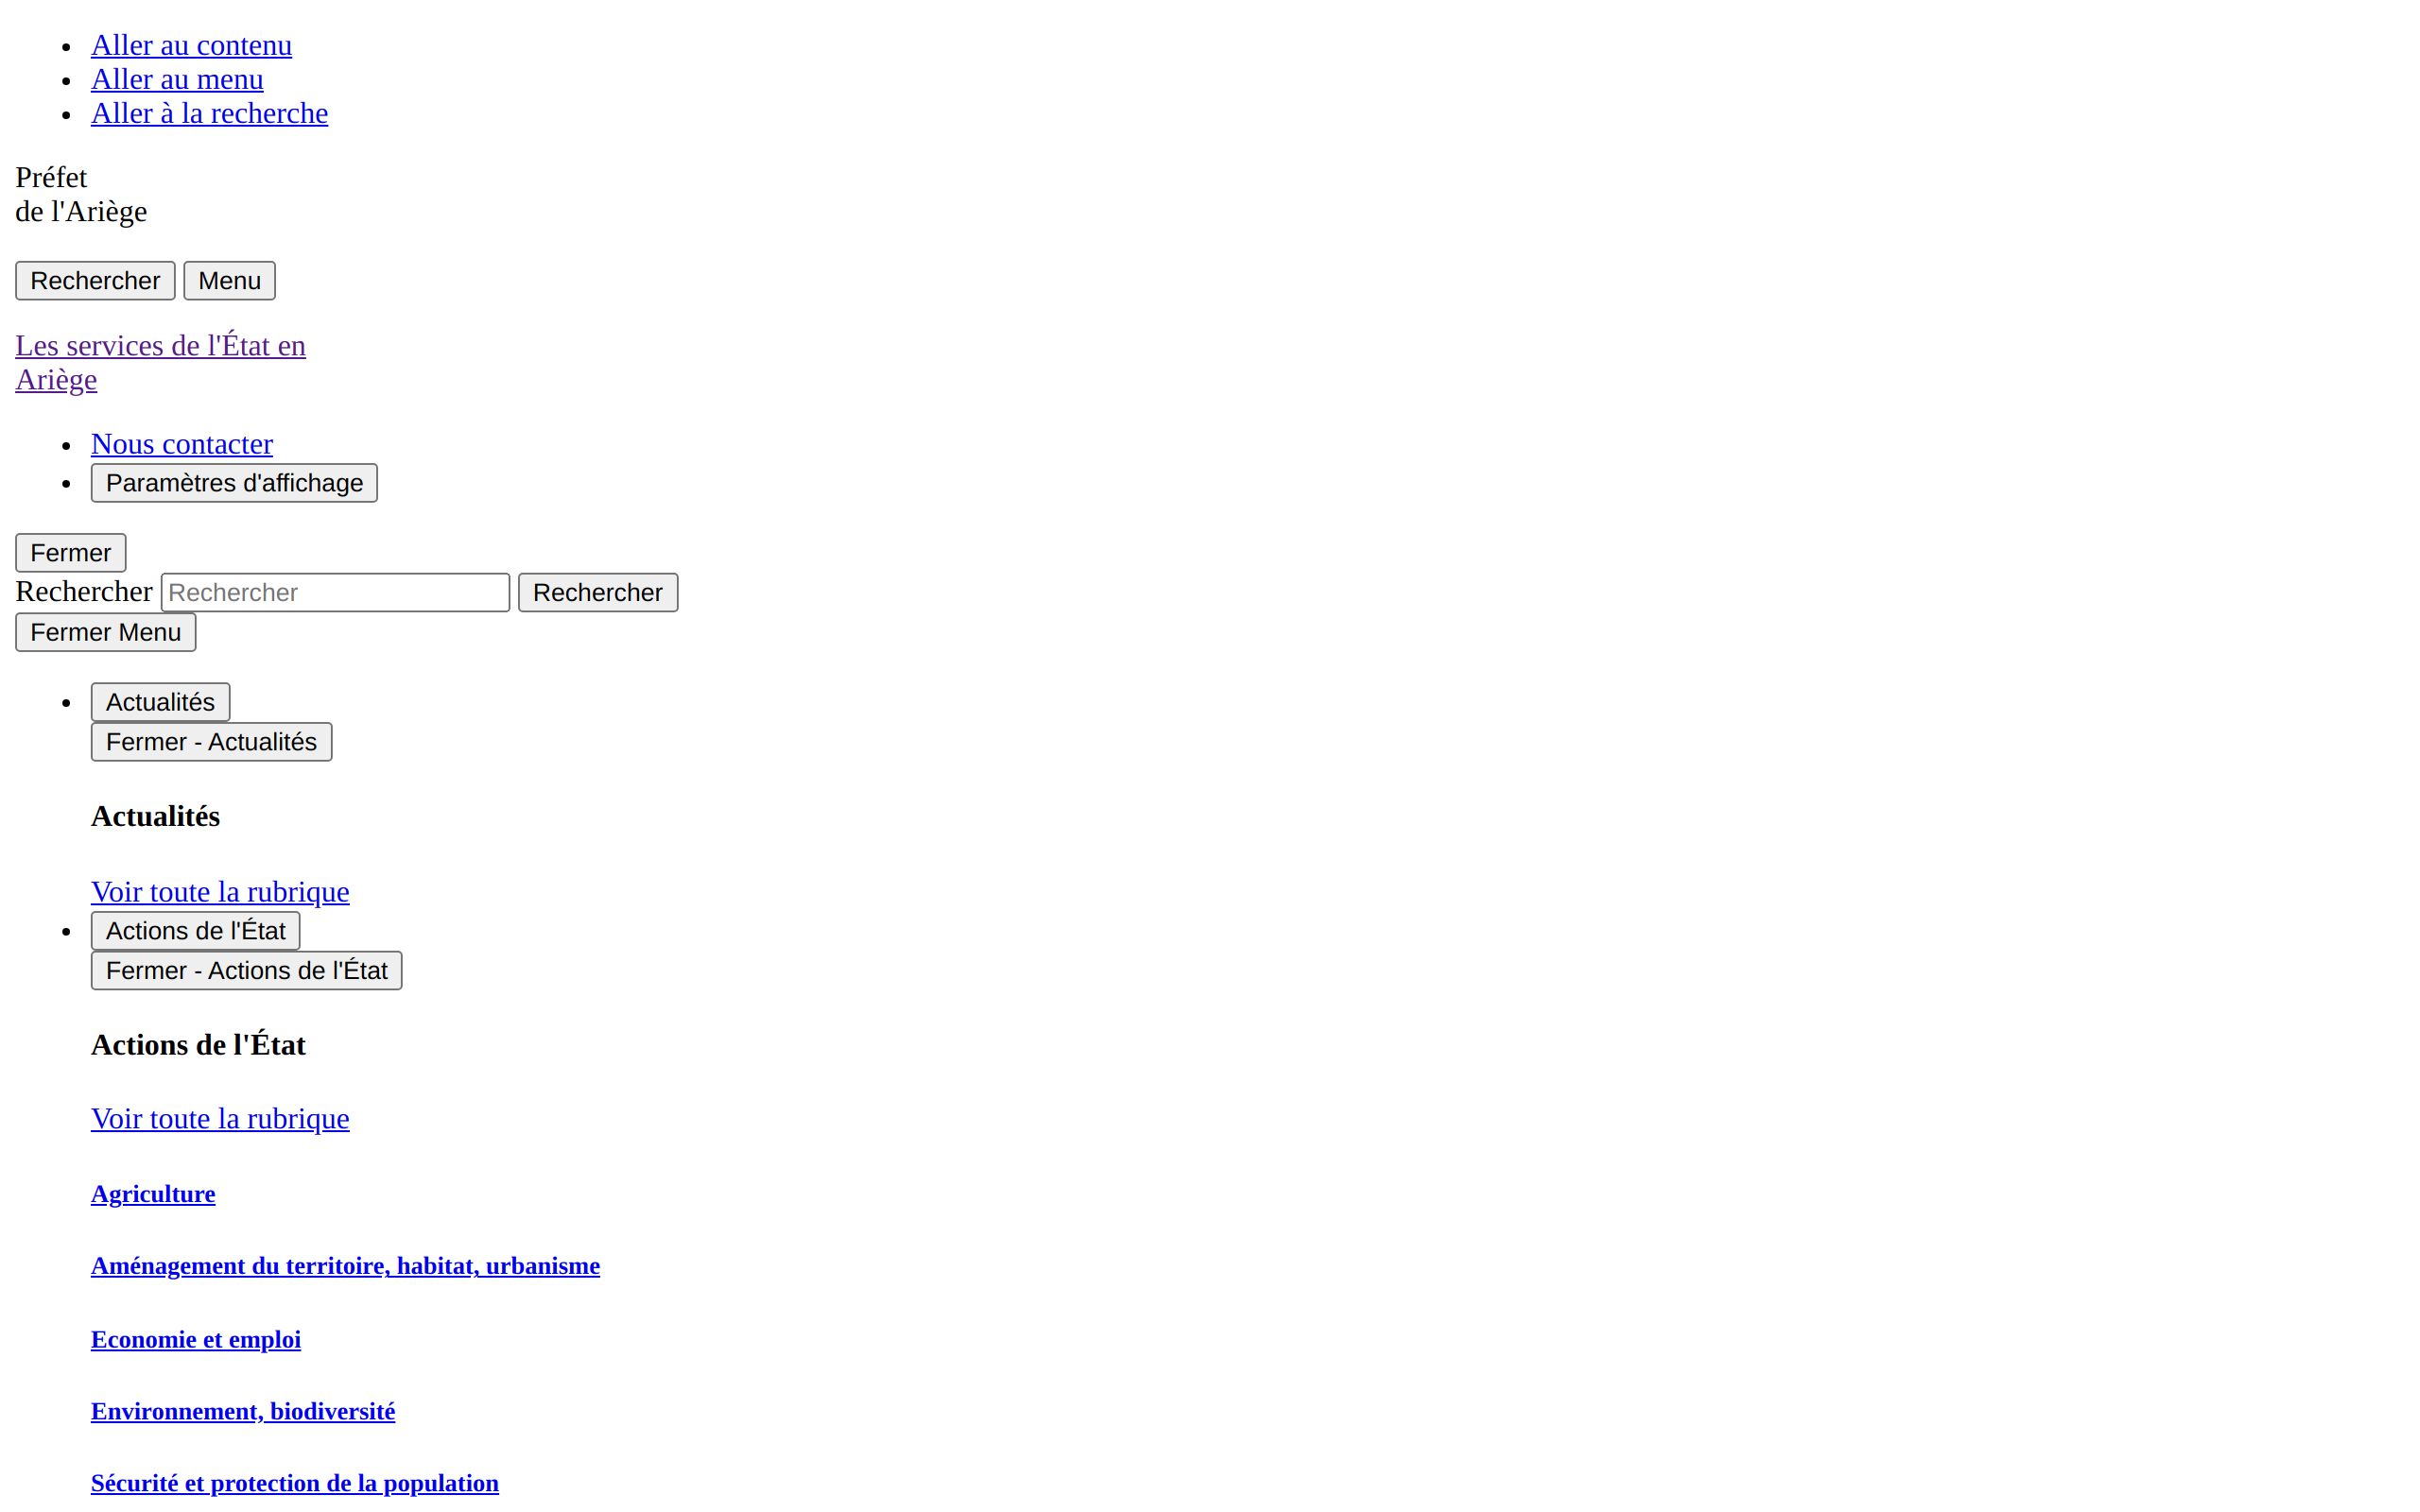 Aller au contenu
Aller au menu
Aller à la recherche
Préfet
de l'Ariège
Rechercher Menu
Les services de l'État en
Ariège
Nous contacter
Paramètres d'affichage
Fermer
Rechercher Rechercher Rechercher
Fermer Menu
Actualités
Fermer - Actualités
Actualités
Voir toute la rubrique
Actions de l'État
Fermer - Actions de l'État
Actions de l'État
Voir toute la rubrique
Agriculture
Aménagement du territoire, habitat, urbanisme
Economie et emploi
Environnement, biodiversité
Sécurité et protection de la population